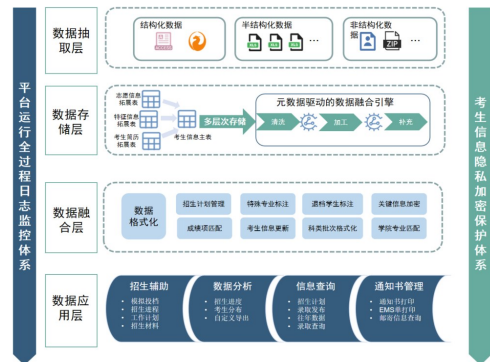 平台运行全过程日志监控体系
数据抽
取层
结构化数据
半结构化数据
非结构化数
据
...
...
ZIP
数据存
储层
志愿信息
拓展表
特征信息
拓展表
考生简历
拓展表
考生信息主表
多层次存储
元数据驱动的数据融合引擎
清洗
加工
补充
数据融
合层
数据
格式化
招生计划管理
特殊专业标注
退档学生标注
关键信息加密
成绩项匹配
考生信息更新
科类批次格式化
学院专业匹配
数据应
用层
招生辅助
• 模拟投档
• 招生进程
• 工作计划
• 招生材料
数据分析
• 招生进度
• 考生分布
• 自定义导出
信息查询
• 招生计划
• 录取发布
• 往年数据
• 录取查询
通知书管理
• 通知书打印
• EMS单打印
• 邮寄信息查询
考生信息隐私加密保护体系